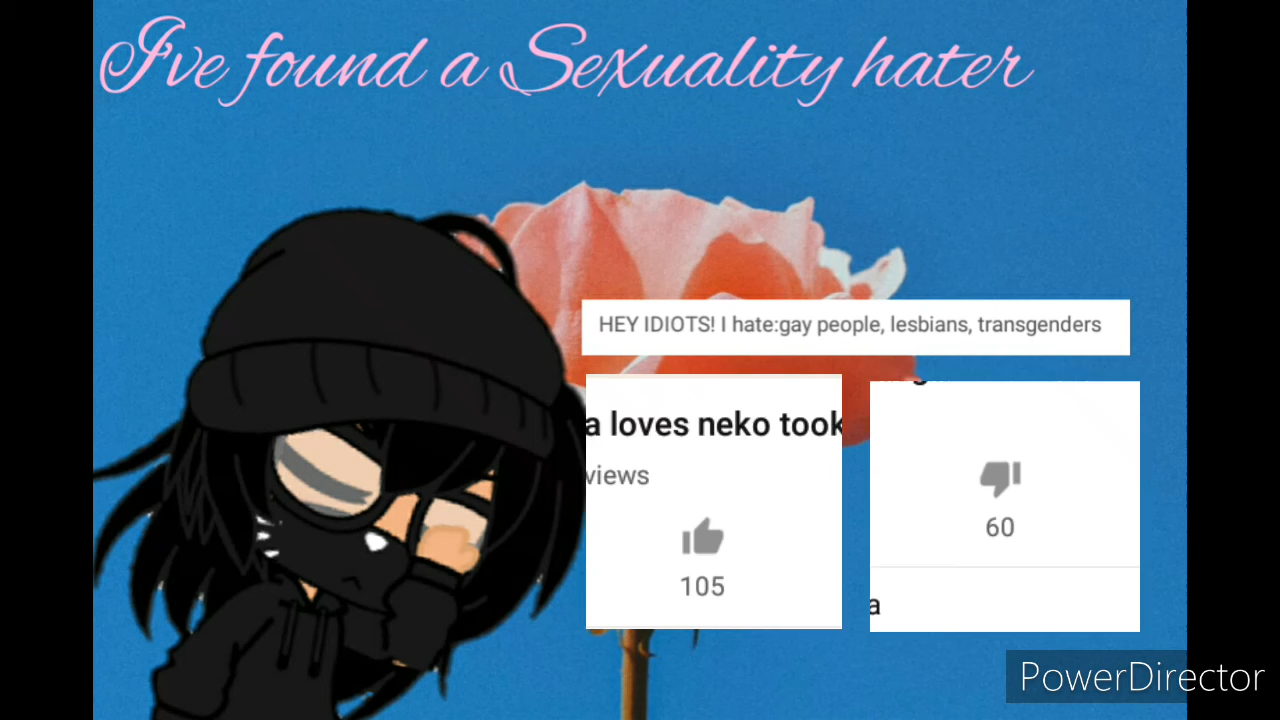 I've found a Sexuality hater
HEY IDIOTS! I hate:gay people, lesbians, transgenders
a loves neko took
views
105
60
a
PowerDirector